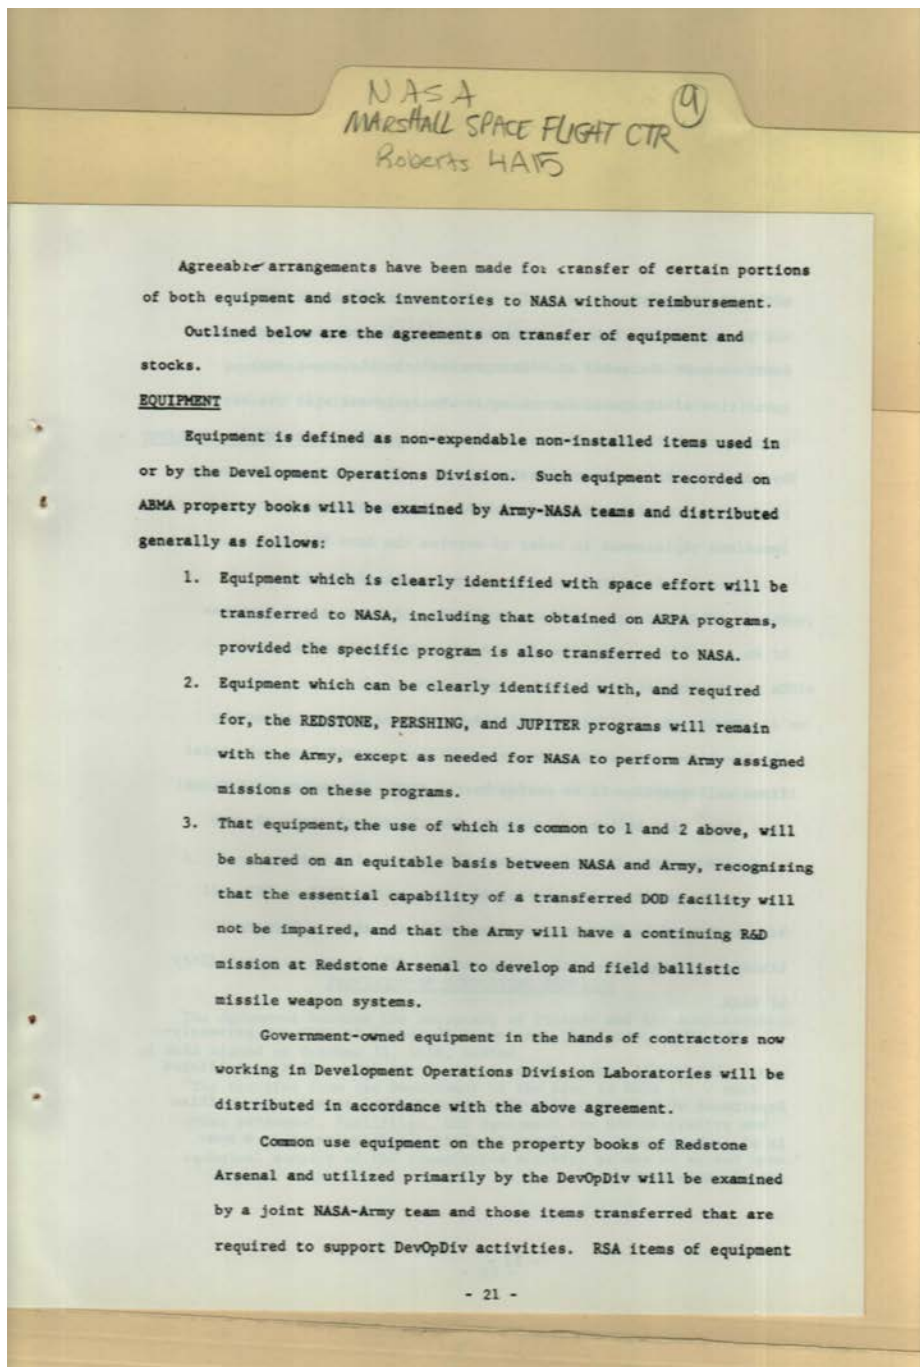 NASA
9
MARSHALL SPACE FLIGHT CTR
Roberts 4A15
Agreeable arrangements have been made for transfer of certain portions
of both equipment and stock inventories to NASA without reimbursement.
Outlined below are the agreements on transfer of equipment and
stocks.
EQUIPMENT
Equipment is defined as non-expendable non-installed items used in
or by the Development Operations Division. Such equipment recorded on
ABMA property books will be examined by Army-NASA teams and distributed
generally as follows:
1. Equipment which is clearly identified with space effort will be
transferred to NASA, including that obtained on ARPA programs,
provided the specific program is also transferred to NASA.
2. Equipment which can be clearly identified with, and required
for, the REDSTONE, PERSHING, and JUPITER programs will remain
with the Army, except as needed for NASA to perform Army assigned
missions on these programs.
3. That equipment, the use of which is common to 1 and 2 above, will
be shared on an equitable basis between NASA and Army, recognizing
that the essential capability of a transferred DOD facility will
not be impaired, and that the Army will have a continuing R&D
mission at Redstone Arsenal to develop and field ballistic
missile weapon systems.
Government-owned equipment in the hands of contractors now
working in Development Operations Division Laboratories will be
distributed in accordance with the above agreement.
Common use equipment on the property books of Redstone
Arsenal and utilized primarily by the DevOpDiv will be examined
by a joint NASA-Army team and those items transferred that are
required to support DevOpDiv activities. RSA items of equipment
- 21 -